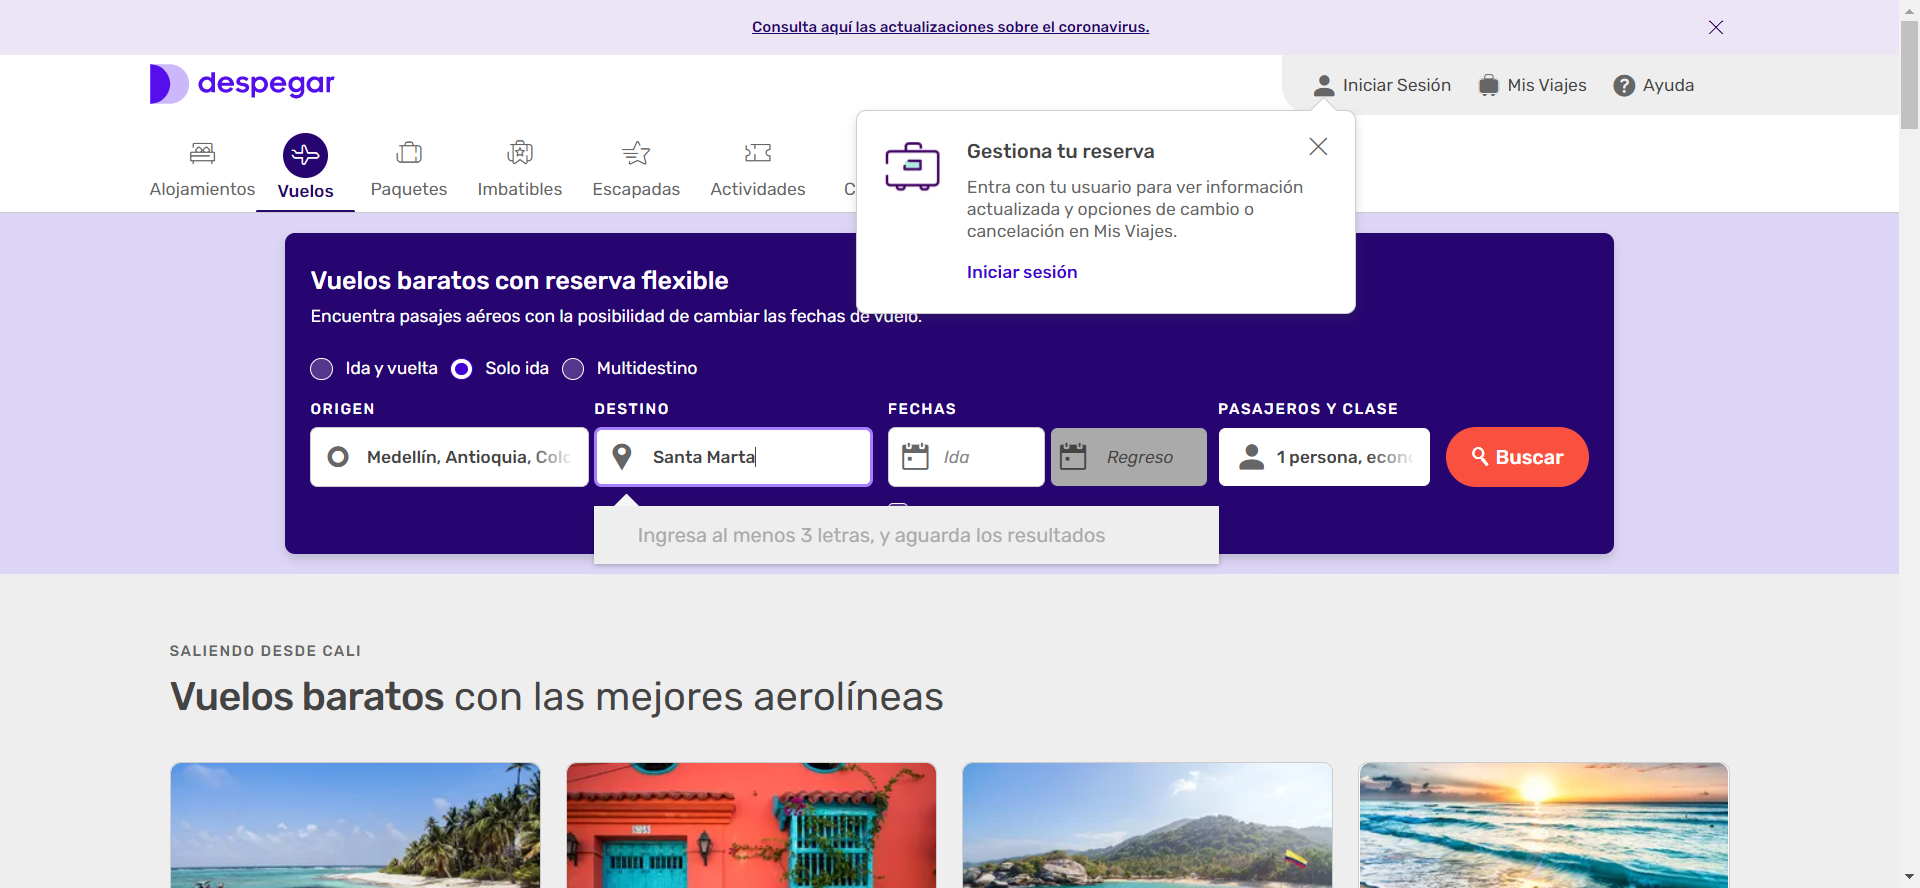 Consulta aquí las actualizaciones sobre el coronavirus.
despegar
Iniciar Sesión
Mis Viajes
Ayuda
Alojamientos
Vuelos
Paquetes
Imbatibles
Escapadas
Actividades
C
Gestiona tu reserva
Entra con tu usuario para ver información
actualizada y opciones de cambio o
cancelación en Mis Viajes.
Iniciar sesión
Vuelos baratos con reserva flexible
Encuentra pasajes aéreos con la posibilidad de cambiar las fechas de vuelo.
Ida y vuelta
Solo ida
Multidestino
ORIGEN
DESTINO
FECHAS
PASAJEROS Y CLASE
Medellín, Antioquia, Colo
Santa Marta
Ida
Regreso
1 persona, econ
Buscar
Ingresa al menos 3 letras, y aguarda los resultados
SALIENDO DESDE CALI
Vuelos baratos con las mejores aerolíneas